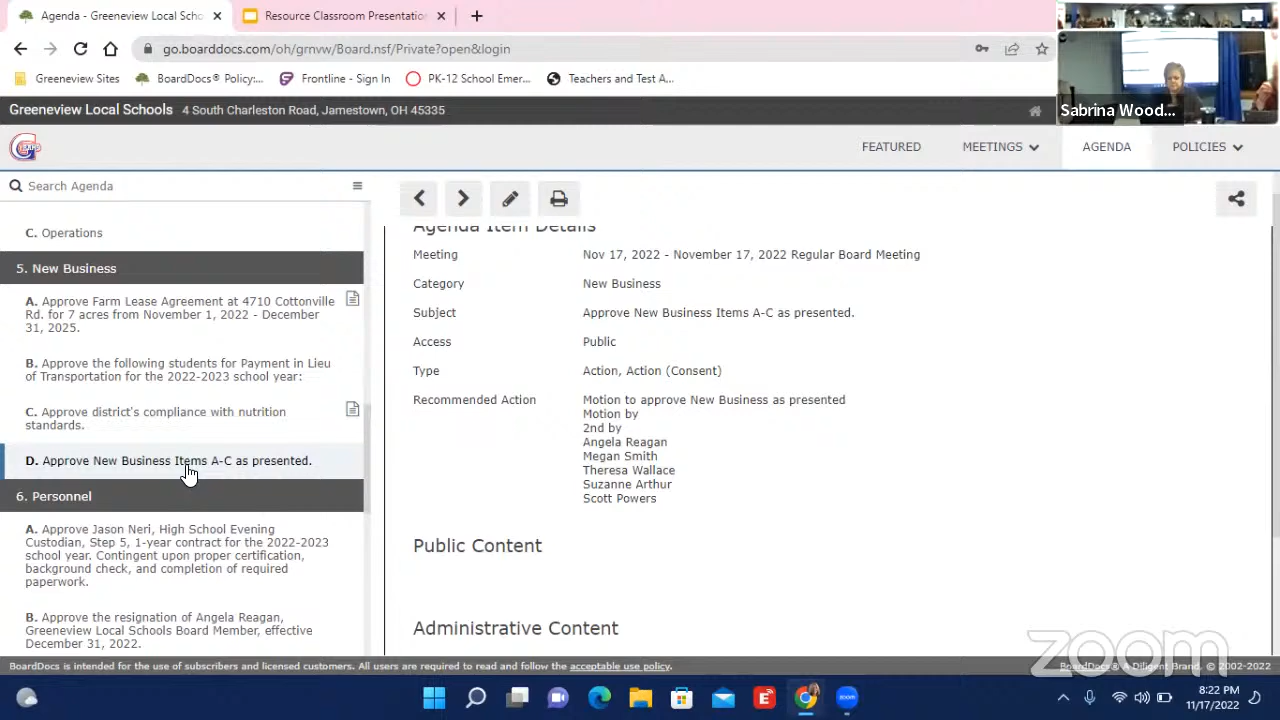 Agenda - Greeneview Local Scho
Resource Classroom Presentation
go.boarddocs.com/oh/grnvw/Board.nsf/Private?open&login
Greeneview Sites
BoardDocs® Policy:...
Frontline - Sign In
K-12 School Emer...
Teachers and Test A...
Greeneview Local Schools 4 South Charleston Road, Jamestown, OH 45335
Sabrina Wood...
FEATURED
MEETINGS
AGENDA
POLICIES
Search Agenda
C. Operations
5. New Business
A. Approve Farm Lease Agreement at 4710 Cottonville
Rd. for 7 acres from November 1, 2022 - December
31, 2025.
B. Approve the following students for Payment in Lieu
of Transportation for the 2022-2023 school year:
C. Approve district's compliance with nutrition
standards.
D. Approve New Business Items A-C as presented.
6. Personnel
A. Approve Jason Neri, High School Evening
Custodian, Step 5, 1-year contract for the 2022-2023
school year. Contingent upon proper certification,
background check, and completion of required
paperwork.
B. Approve the resignation of Angela Reagan,
Greeneview Local Schools Board Member, effective
December 31, 2022.
Agenda Item Details
Meeting Nov 17, 2022 - November 17, 2022 Regular Board Meeting
Category New Business
Subject Approve New Business Items A-C as presented.
Access Public
Type Action, Action (Consent)
Recommended Action Motion to approve New Business as presented
Motion by
2nd by
Angela Reagan
Megan Smith
Theresa Wallace
Suzanne Arthur
Scott Powers
Public Content
Administrative Content
zoom
BoardDocs is intended for the use of subscribers and licensed customers. All users are required to read and follow the acceptable use policy.
BoardDocs® A Diligent Brand. © 2002-2022
8:22 PM
11/17/2022